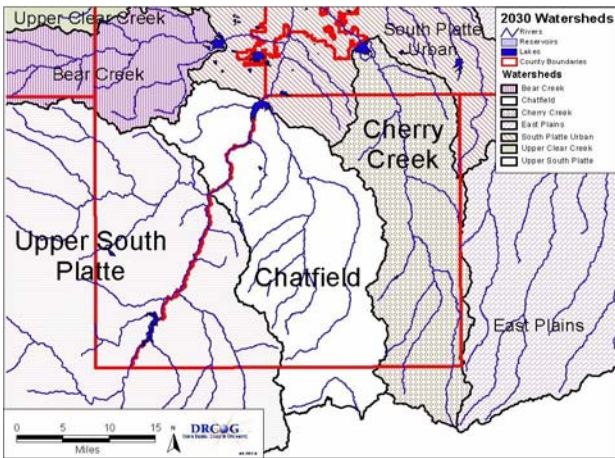 Upper Clear Creek
Bear Creek
South Platte
Urban
Cherry
Creek
Upper South
Platte
Chatfield
East Plains
2030 Watersheds
Rivers
Reservoirs
Lakes
County Boundaries
Watersheds
Bear Creek
Chatfield
Cherry Creek
East Plains
South Platte Urban
Upper Clear Creek
Upper South Platte
0 5 10 15
Miles
N
DRCOG